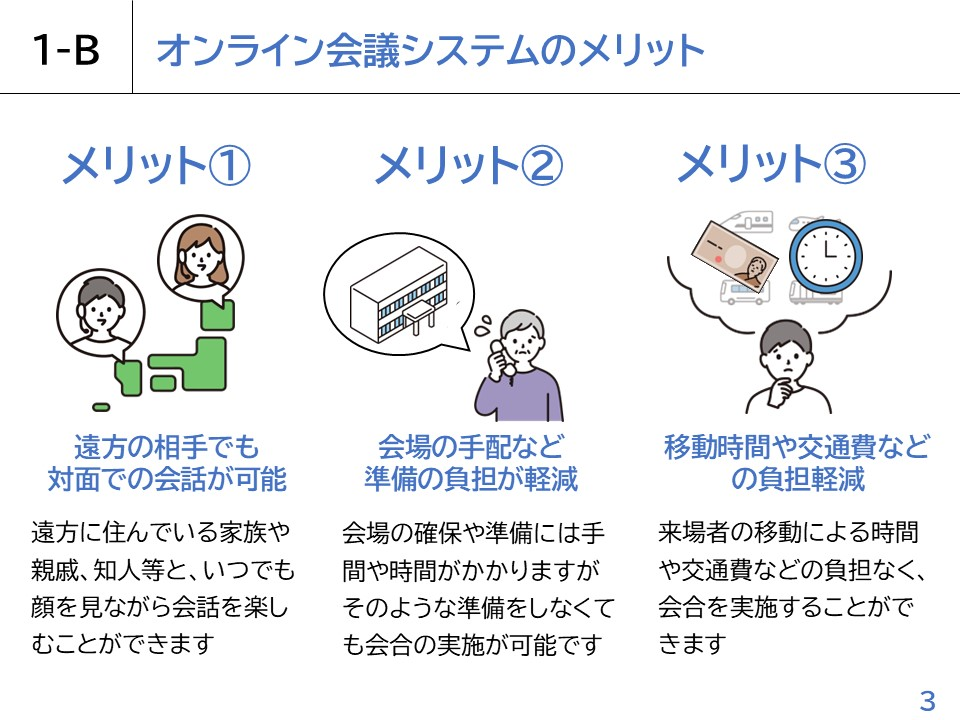 1-B
オンライン会議システムのメリット
メリット①
遠方の相手でも
対面での会話が可能
遠方に住んでいる家族や
親戚、知人等と、いつでも
顔を見ながら会話を楽し
むことができます
メリット②
会場の手配など
準備の負担が軽減
会場の確保や準備には手
間や時間がかかりますが
そのような準備をしなくて
も会合の実施が可能です
メリット③
移動時間や交通費など
の負担軽減
来場者の移動による時間
や交通費などの負担なく、
会合を実施することがで
きます
3